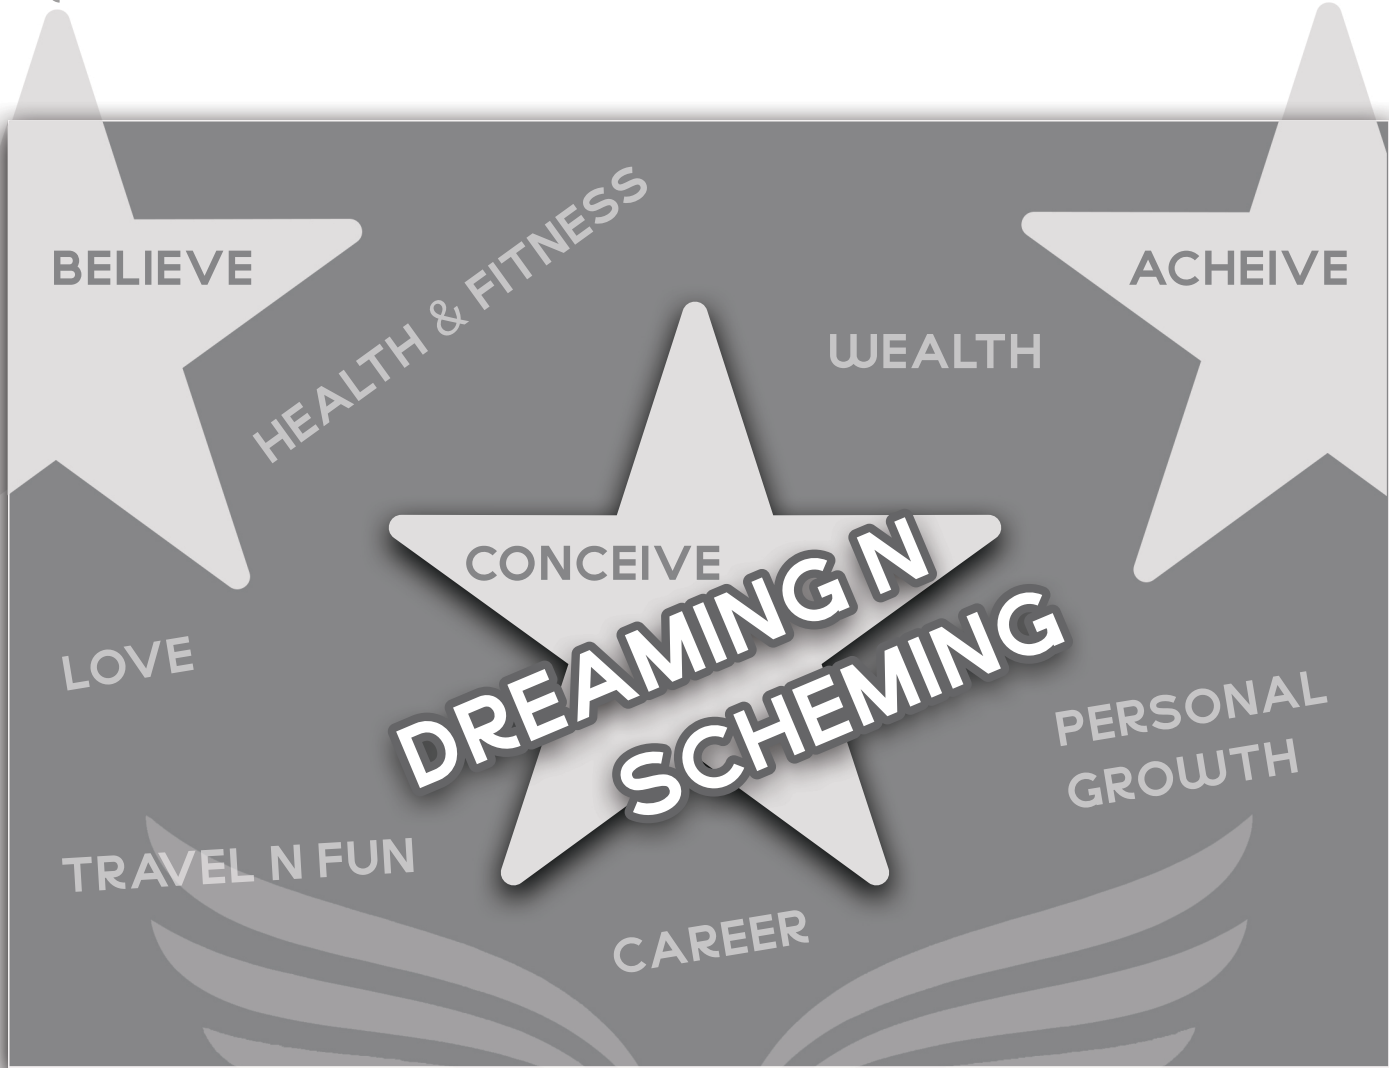 BELIEVE
ACHEIVE
HEALTH & FITNESS
WEALTH
CONCEIVE
DREAMING N
SCHEMING
LOVE
PERSONAL
GROWTH
TRAVEL N FUN
CAREER